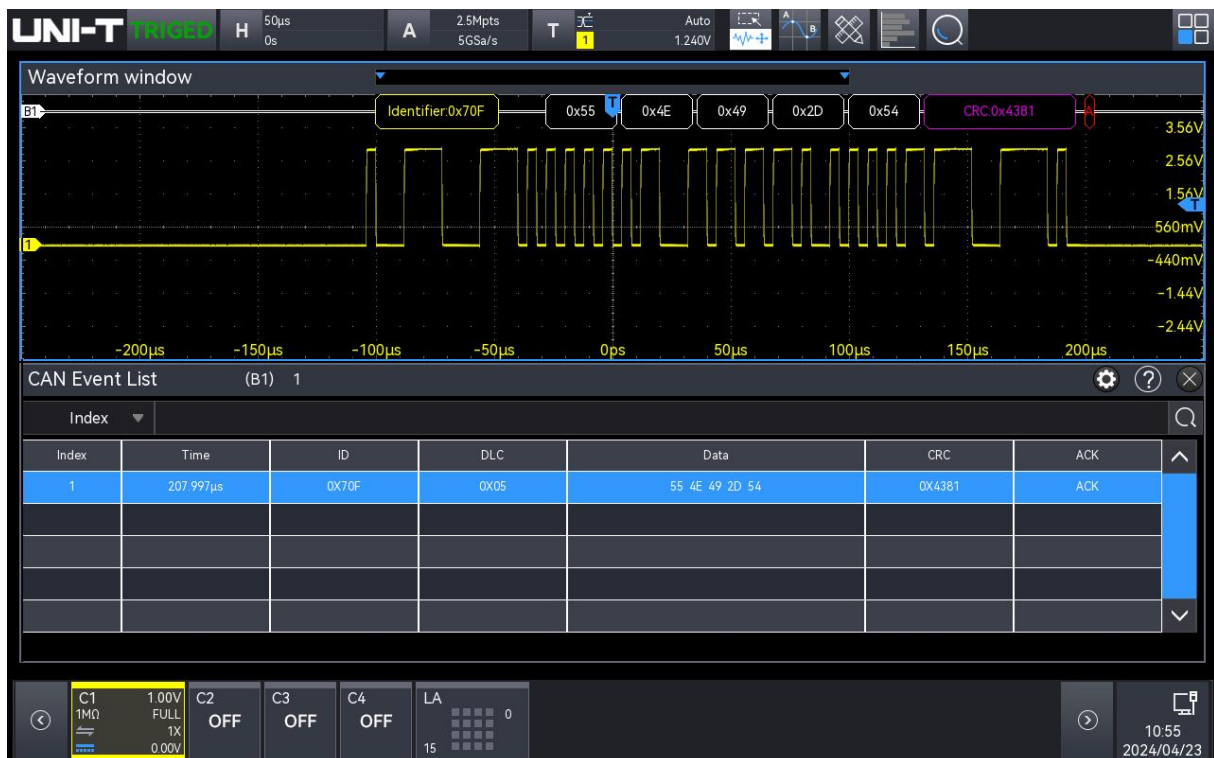 UNI-T TRIGED H 50μs 0s A 2.5Mpts 5GSa/s T 1 Auto 1.240V A B
Waveform window
B1 Identifier:0x70F 0x55 T 0x4E 0x49 0x2D 0x54 CRC:0x4381 A
3.56V
2.56V
1.56V
T
560mV
1
-440mV
-1.44V
-2.44V
-200μs -150μs -100μs -50μs 0ps 50μs 100μs 150μs 200μs
CAN Event List (B1) 1 ?
Index
Index Time ID DLC Data CRC ACK
1 207.997μs 0X70F 0X05 55 4E 49 2D 54 0X4381 ACK
C1 1.00V C2 C3 C4 LA
1MΩ FULL OFF OFF OFF 0
1X
0.00V 15
10:55
2024/04/23